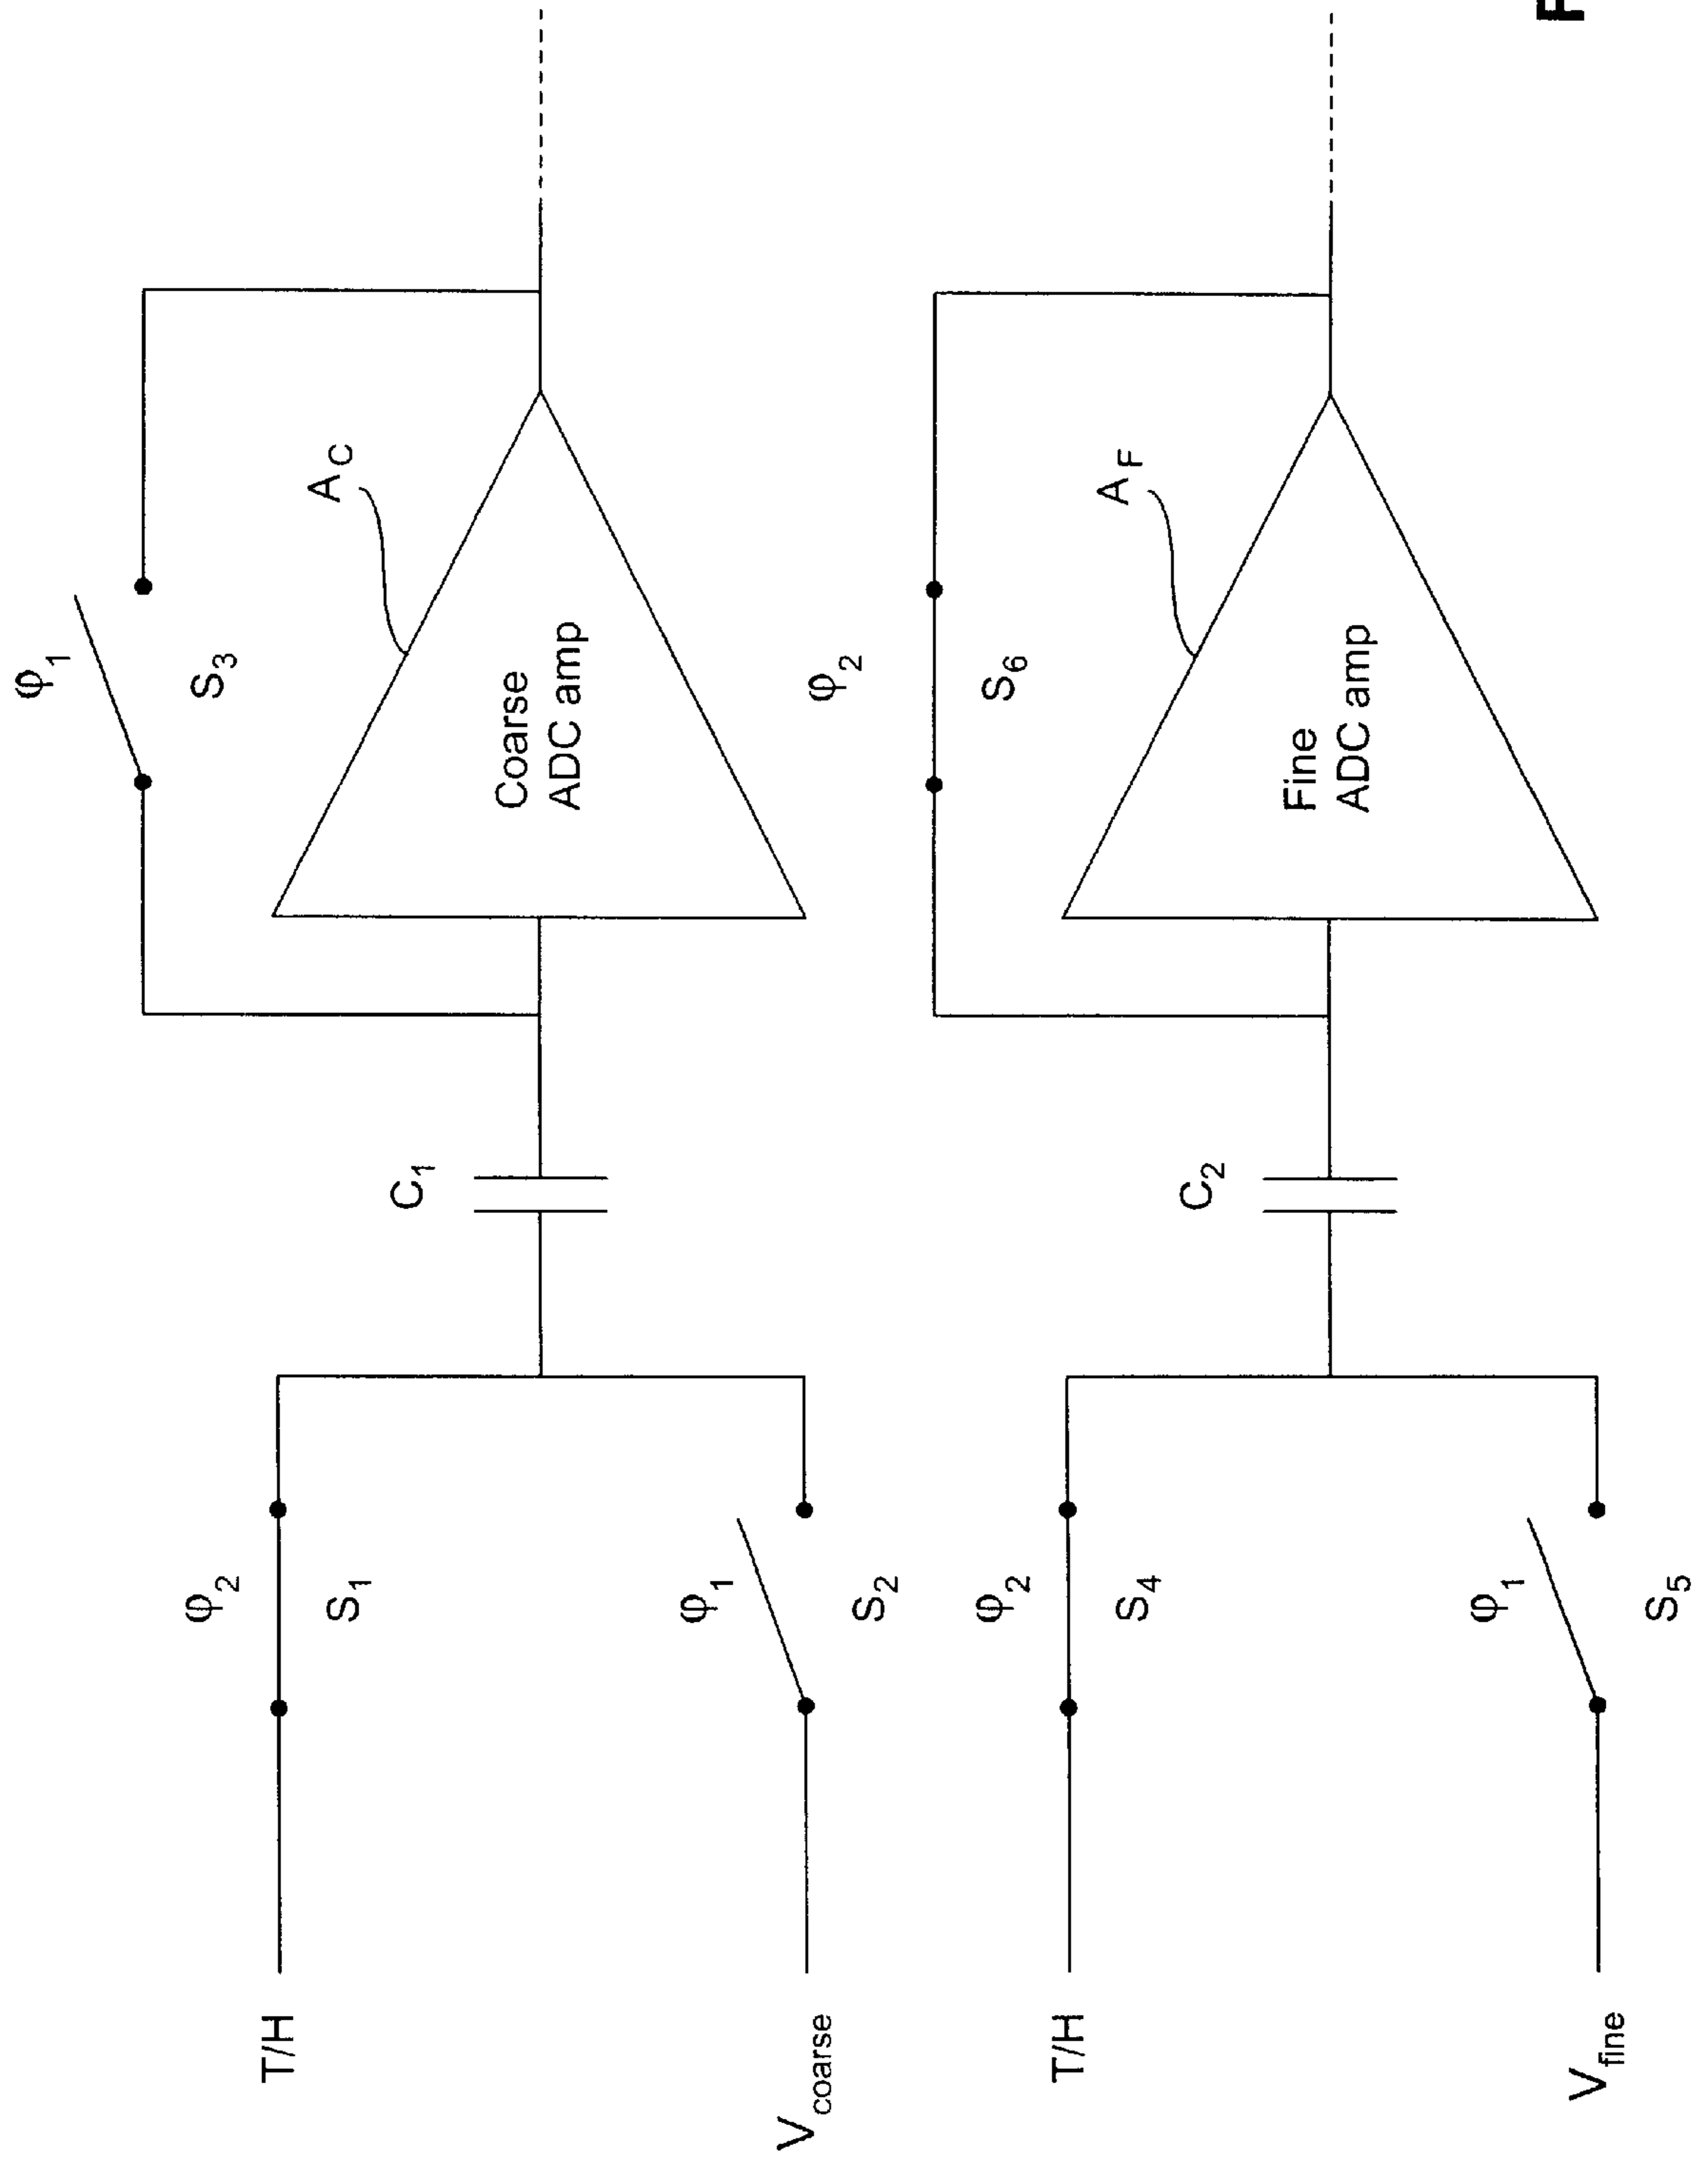 φ1
S3
AC
φ2
S1
C1
Coarse
ADC amp
T/H
φ1
S2
Vcoarse
φ2
S6
AF
φ2
S4
C2
Fine
ADC amp
T/H
φ1
S5
Vfine